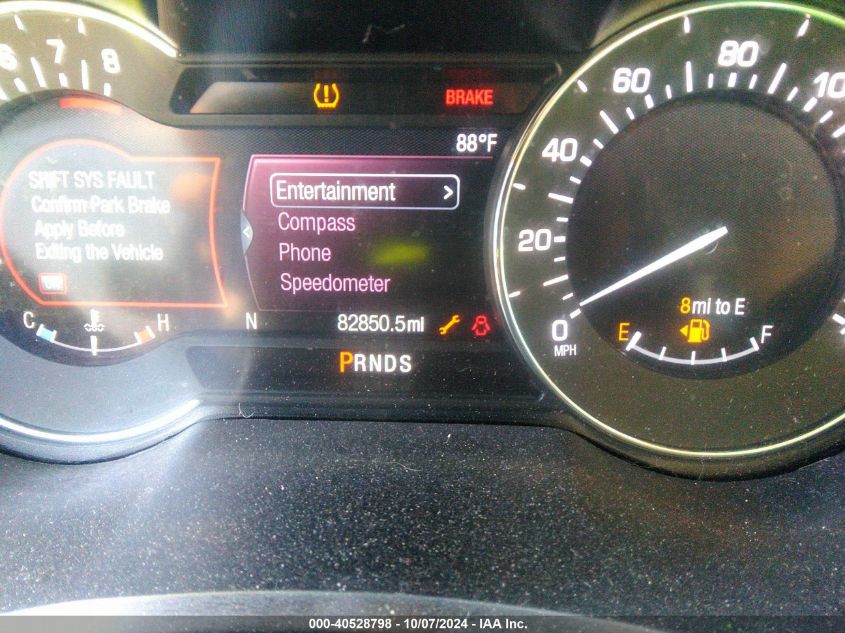 6 7 8
BRAKE
20 40 60 80 10
88°F
SHIFT SYS FAULT
Confirm Park Brake
Apply Before
Exiting the Vehicle
Entertainment >
Compass
Phone
Speedometer
C H
N
82850.5mi
PRNDS
0
MPH
8mi to E
E F
000-40528798 - 10/07/2024 - IAA Inc.